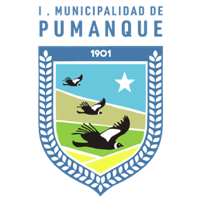 I. MUNICIPALIDAD DE
PUMANQUE
1901